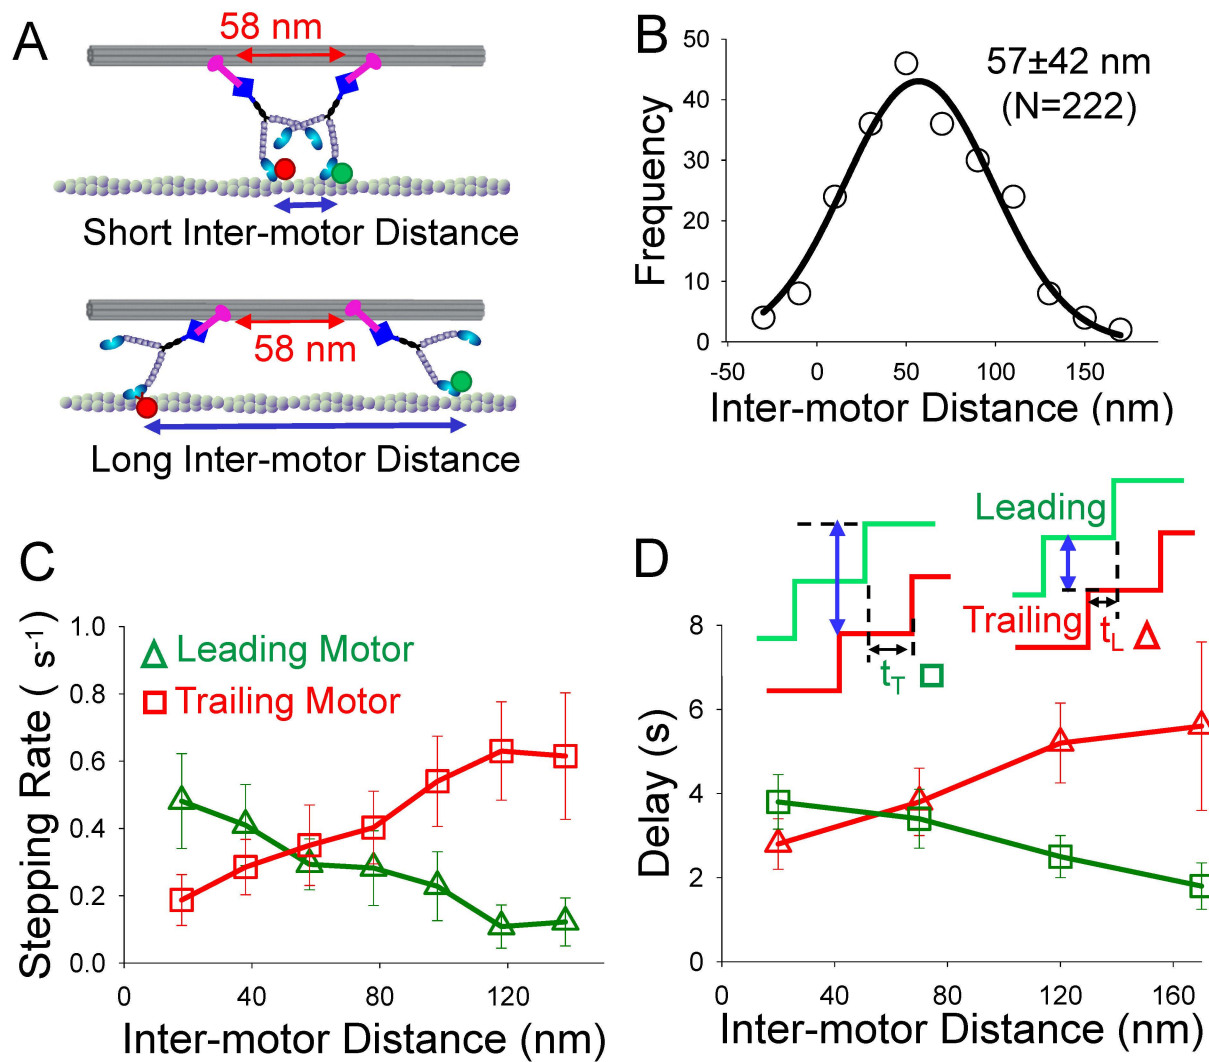 A
58 nm
Short Inter-motor Distance
58 nm
Long Inter-motor Distance
B
50
40
30
20
10
0
Frequency
57±42 nm
(N=222)
-50
0
50
100
150
Inter-motor Distance (nm)
C
1.0
0.8
0.6
0.4
0.2
0.0
Stepping Rate ( s-1)
Leading Motor
Trailing Motor
0
40
80
120
Inter-motor Distance (nm)
D
Leading
Trailing
tT
tL
8
6
4
2
0
Delay (s)
0
40
80
120
160
Inter-motor Distance (nm)